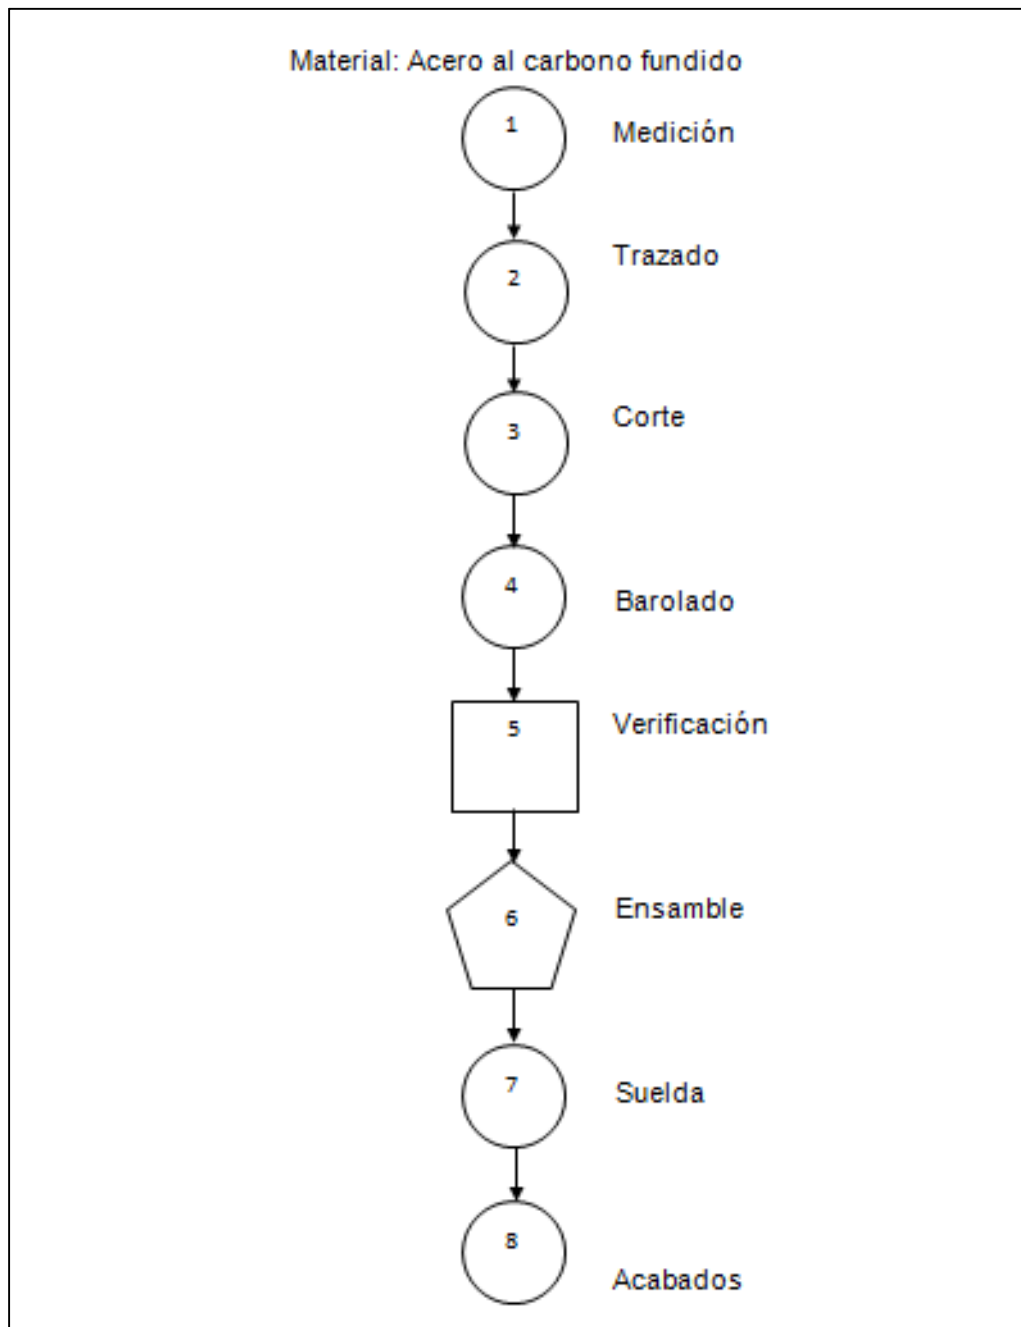 Material: Acero al carbono fundido
1 Medición
2 Trazado
3 Corte
4 Barolado
5 Verificación
6 Ensamble
7 Suelda
8 Acabados